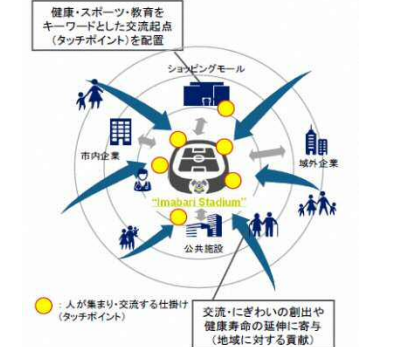 健康・スポーツ・教育を
キーワードとした交流起点
（タッチポイント）を配置
ショッピングモール
市内企業
域外企業
"Imabari Stadium"
公共施設
：人が集まり・交流する仕掛け
（タッチポイント）
交流・にぎわいの創出や
健康寿命の延伸に寄与
（地域に対する貢献）